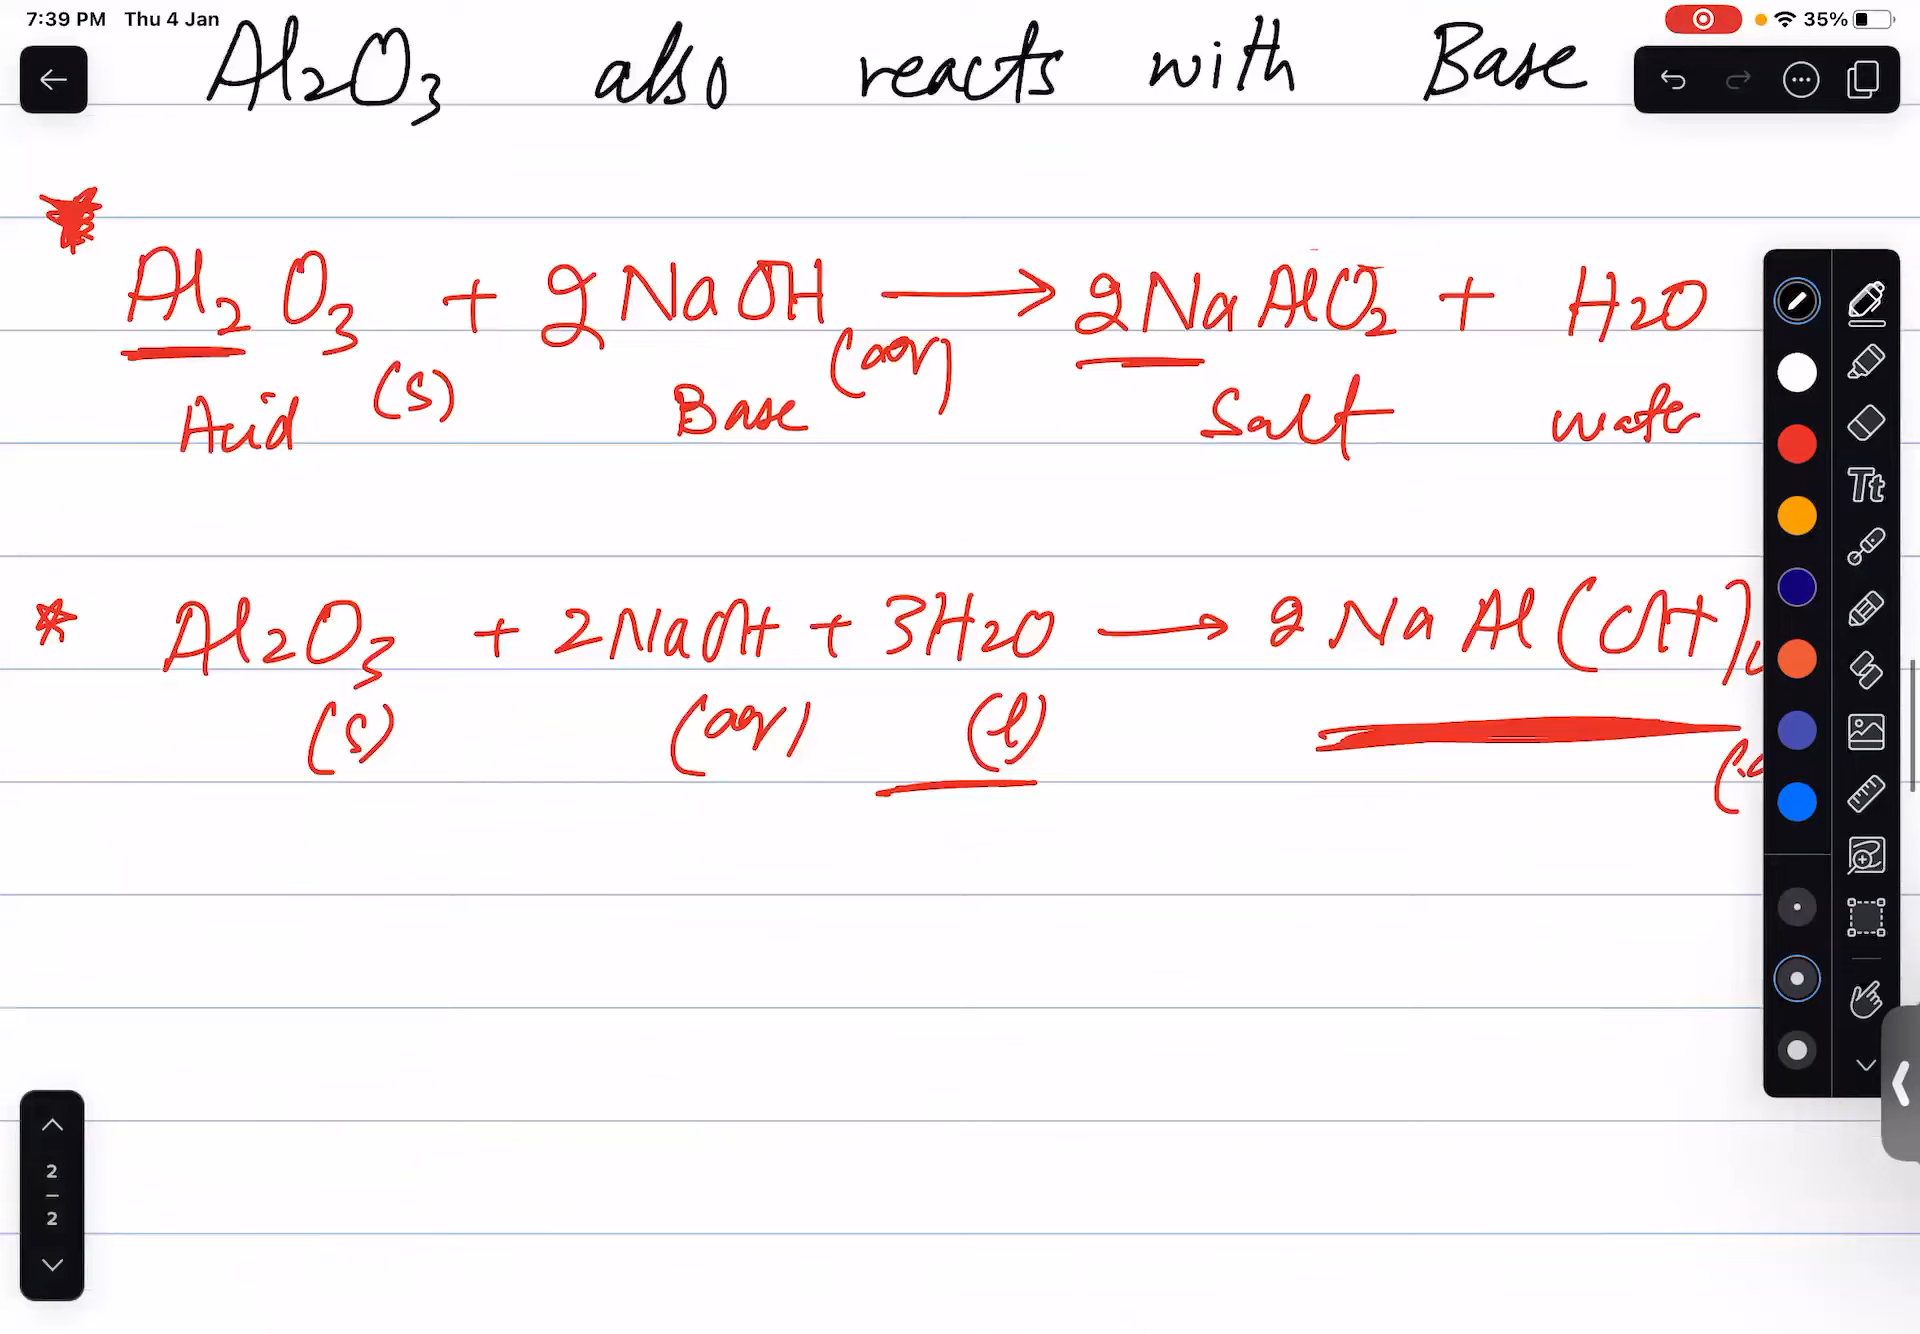 7:39 PM Thu 4 Jan 35%
Al₂O₃ also reacts with Base
Al₂O₃ + 2NaOH → 2NaAlO₂ + H₂O
(s) (aq)
Acid Base Salt water
* Al₂O₃ + 2NaOH + 3H₂O → 2NaAl(OH)
(s) (aq) (l)
Tt
2
2